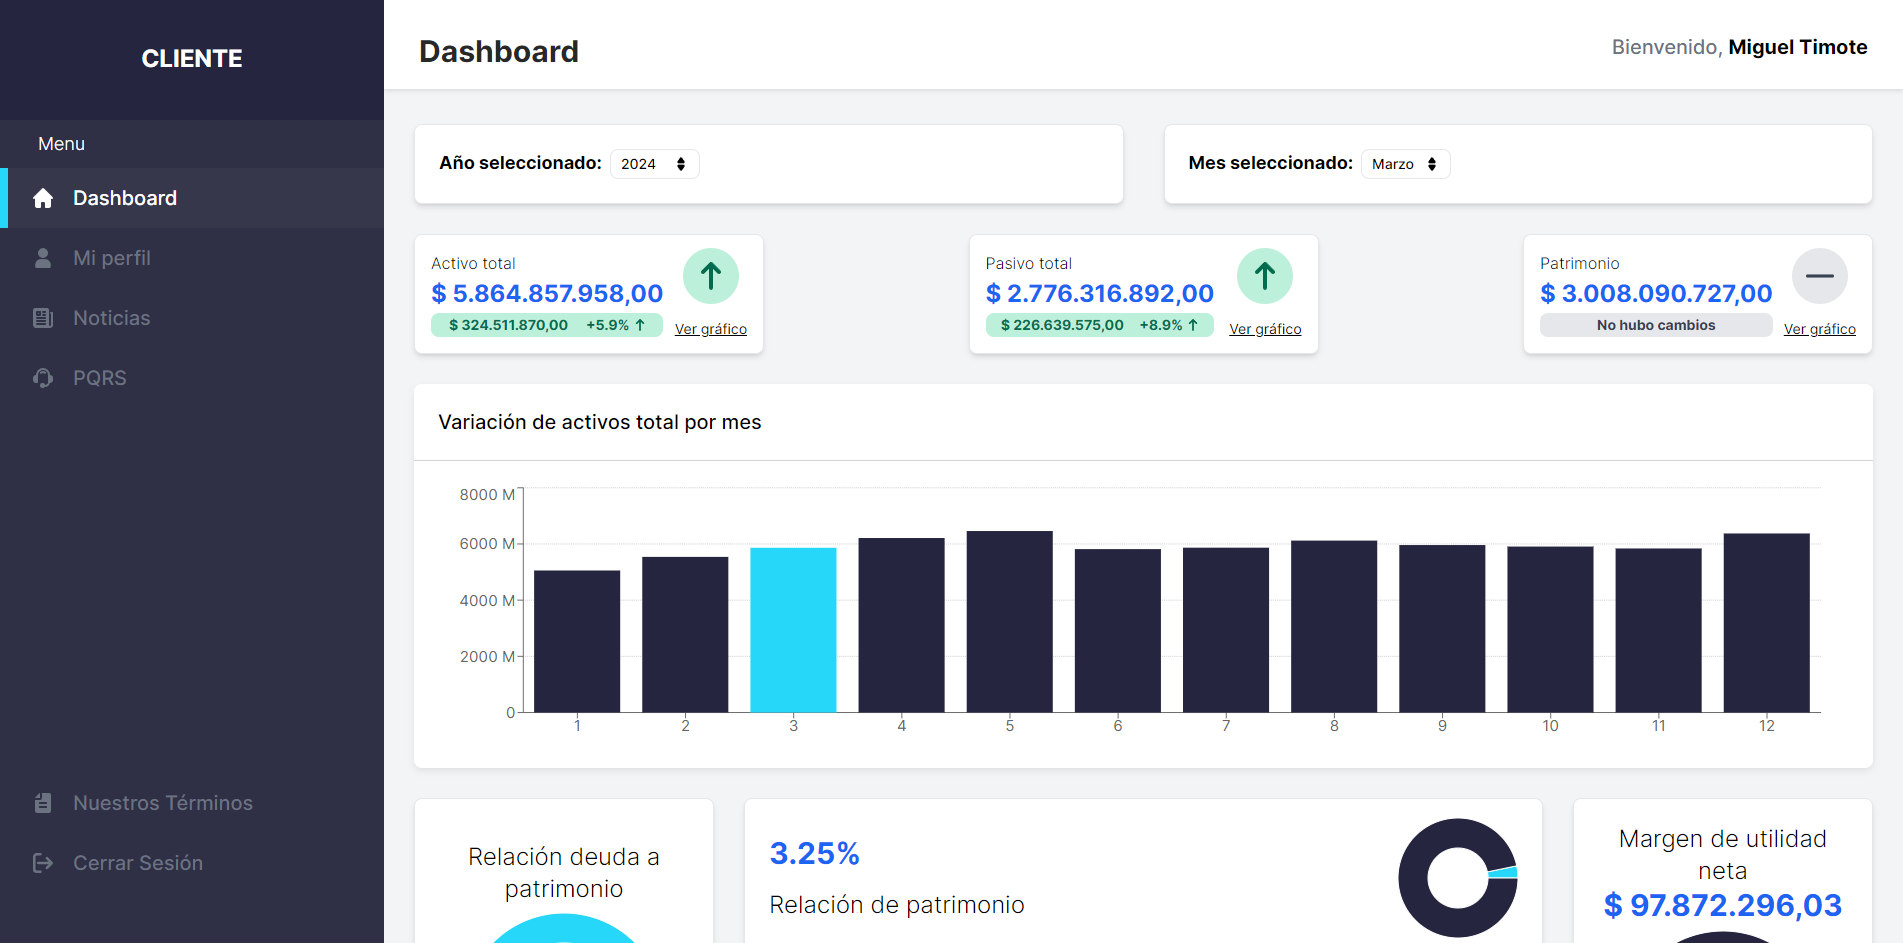 CLIENTE
Menu
Dashboard
Mi perfil
Noticias
PQRS
Nuestros Términos
Cerrar Sesión
Dashboard
Bienvenido, Miguel Timote
Año seleccionado: 2024
Mes seleccionado: Marzo
Activo total
$ 5.864.857.958,00
$ 324.511.870,00 +5.9%
Ver gráfico
Pasivo total
$ 2.776.316.892,00
$ 226.639.575,00 +8.9%
Ver gráfico
Patrimonio
$ 3.008.090.727,00
No hubo cambios
Ver gráfico
Variación de activos total por mes
8000 M
6000 M
4000 M
2000 M
0
1 2 3 4 5 6 7 8 9 10 11 12
Relación deuda a
patrimonio
3.25%
Relación de patrimonio
Margen de utilidad
neta
$ 97.872.296,03